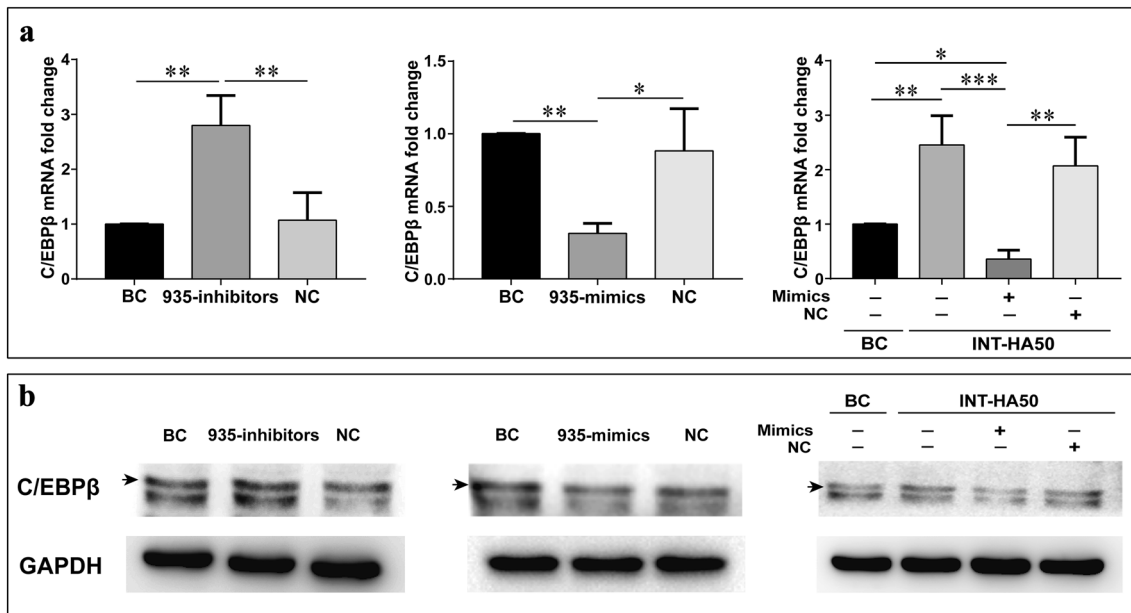 a
C/EBPβ mRNA fold change
4
3
2
1
0
** **
BC 935-inhibitors NC
C/EBPβ mRNA fold change
1.5
1.0
0.5
0.0
** *
BC 935-mimics NC
C/EBPβ mRNA fold change
4
3
2
1
0
*
** ***
**
Mimics – – + –
NC – – – +
BC INT-HA50
b
BC 935-inhibitors NC
BC 935-mimics NC
BC INT-HA50
Mimics – – + –
NC – – – +
C/EBPβ
GAPDH